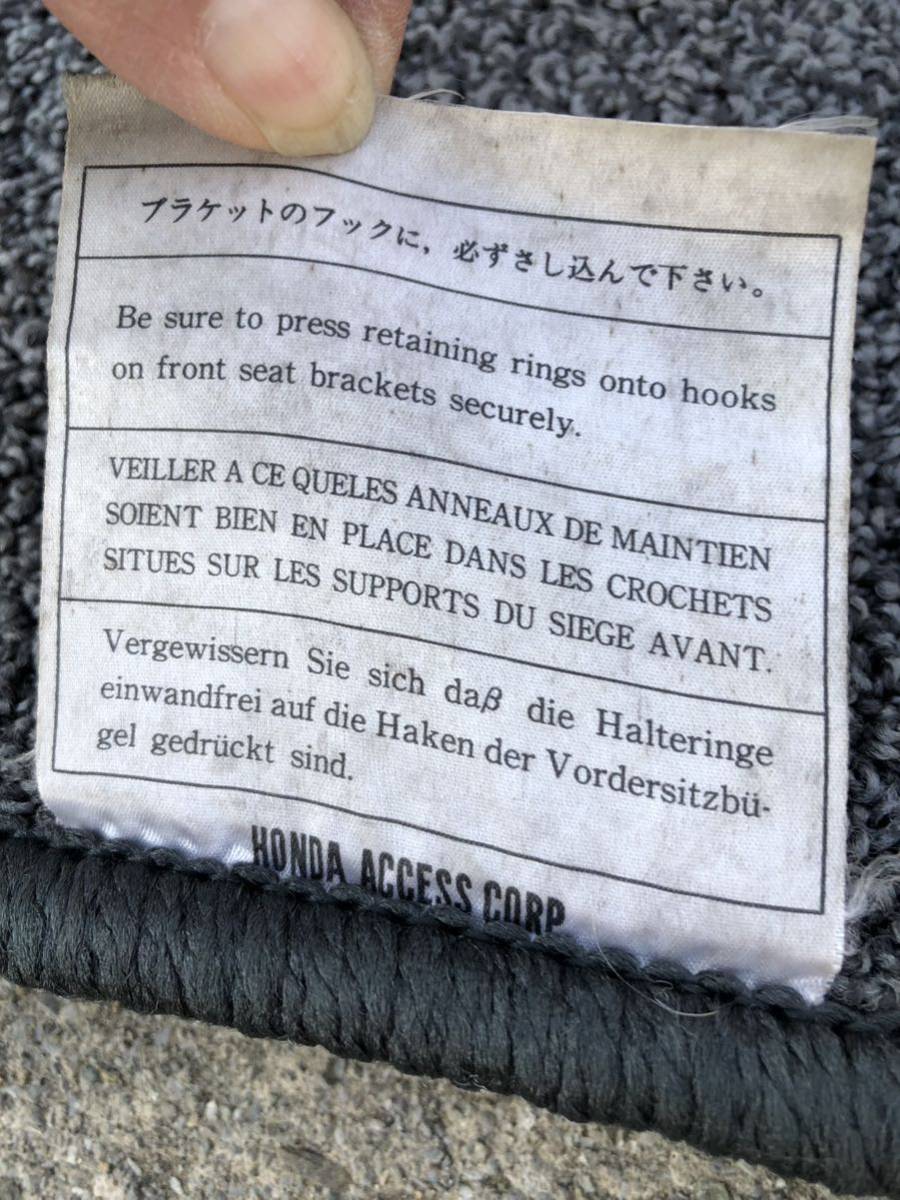 ブラケットのフックに，必ずさし込んで下さい。
Be sure to press retaining rings onto hooks
on front seat brackets securely.
VEILLER A CE QUELES ANNEAUX DE MAINTIEN
SOIENT BIEN EN PLACE DANS LES CROCHETS
SITUES SUR LES SUPPORTS DU SIEGE AVANT.
Vergewissern Sie sich daβ die Halteringe
einwandfrei auf die Haken der Vordersitzbü-
gel gedrückt sind.
HONDA ACCESS CORP